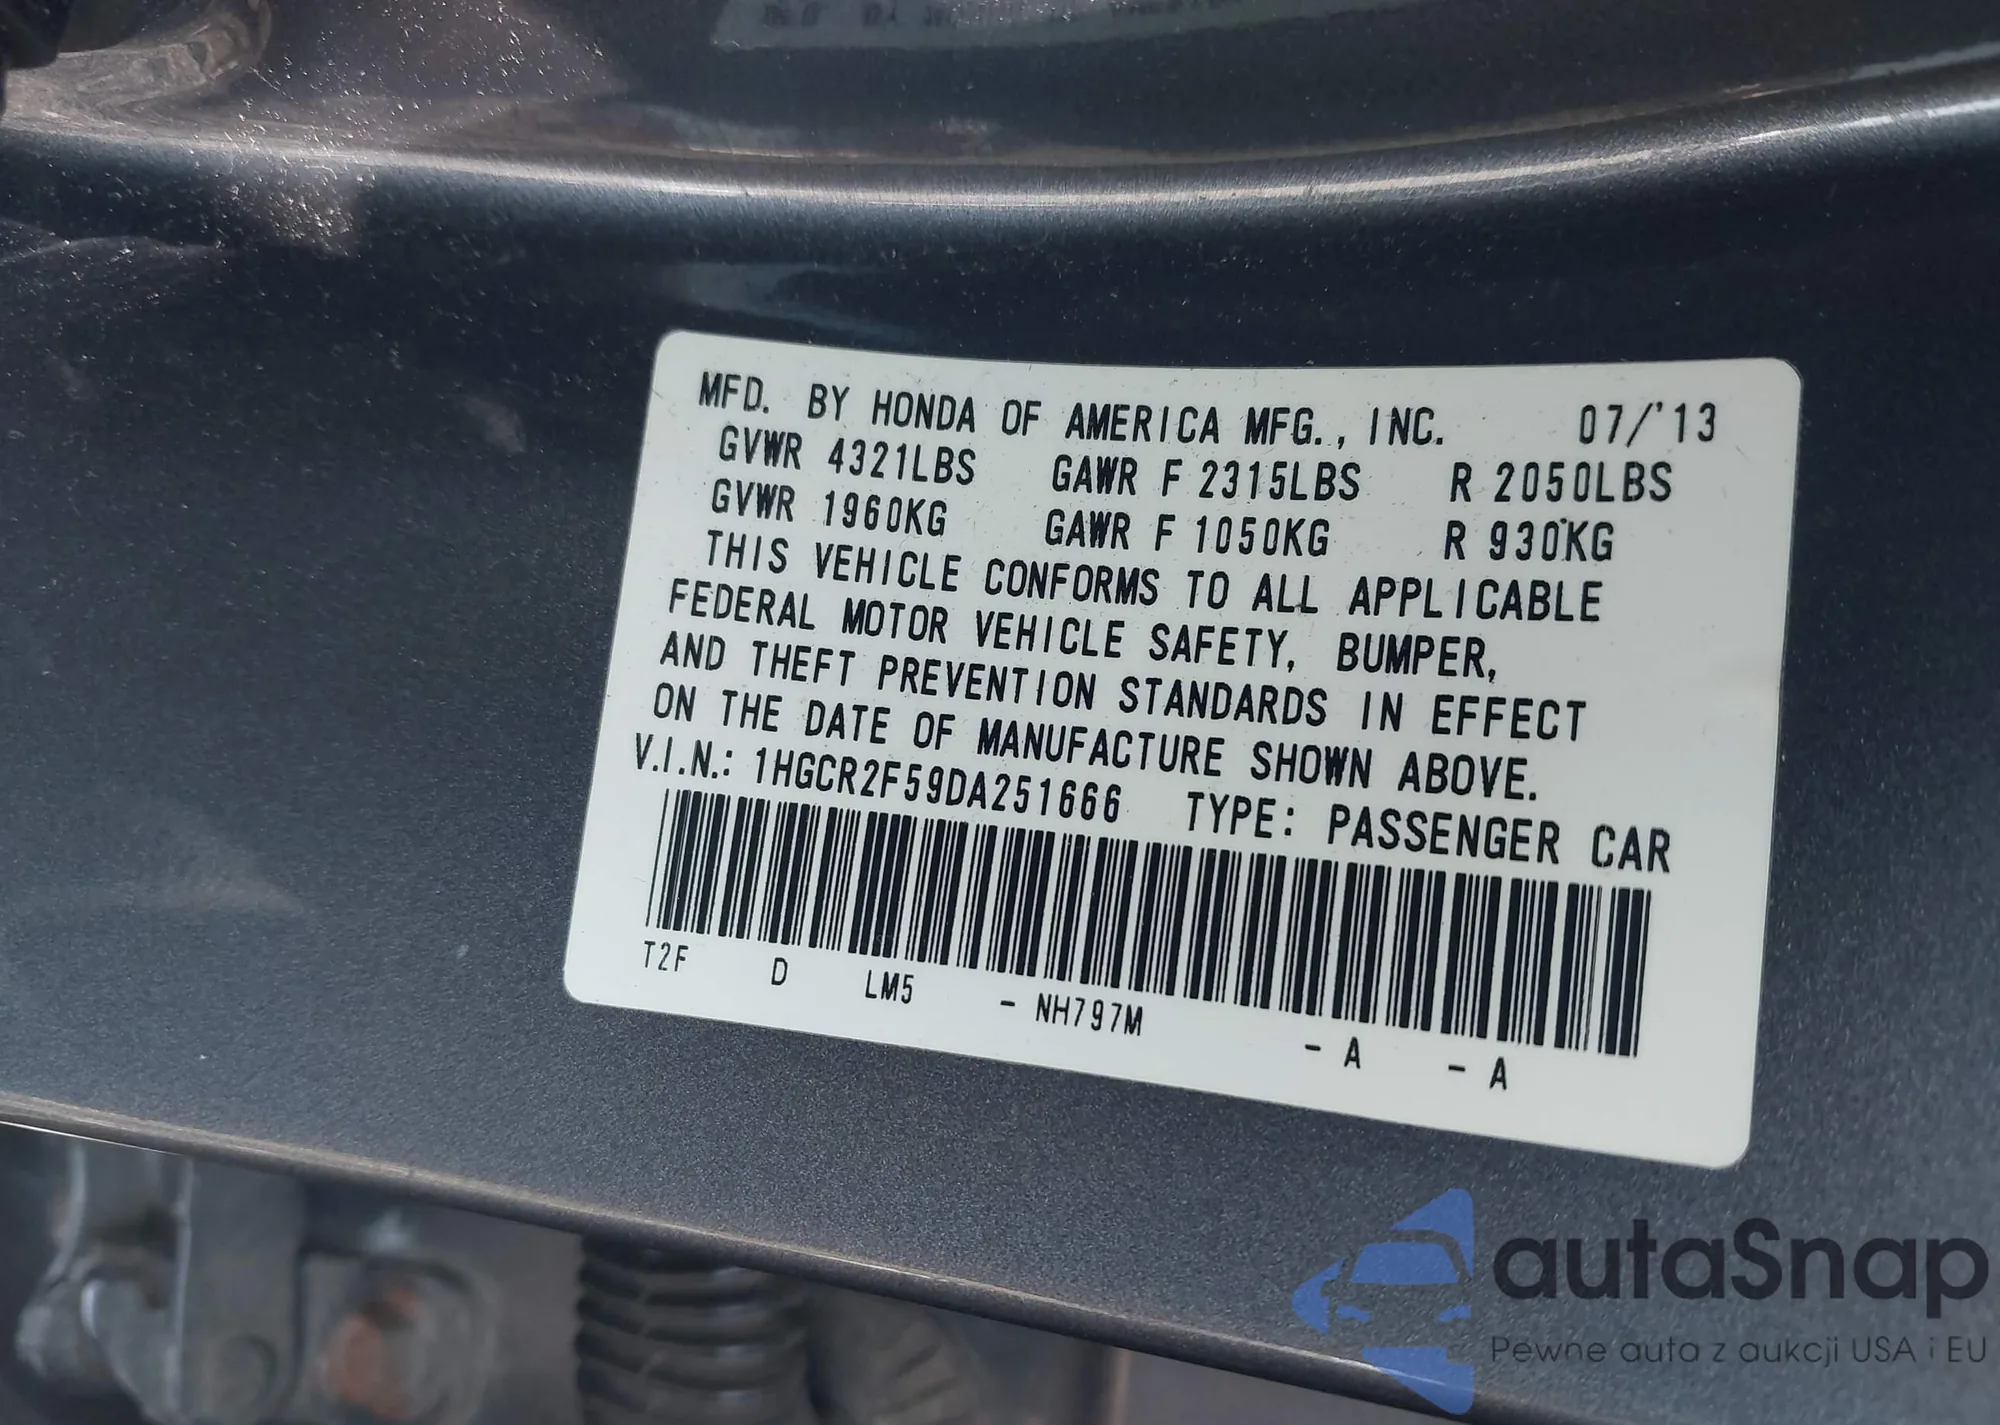 MFD. BY HONDA OF AMERICA MFG., INC. 07/'13
GVWR 4321LBS GAWR F 2315LBS R 2050LBS
GVWR 1960KG GAWR F 1050KG R 930KG
THIS VEHICLE CONFORMS TO ALL APPLICABLE
FEDERAL MOTOR VEHICLE SAFETY, BUMPER,
AND THEFT PREVENTION STANDARDS IN EFFECT
ON THE DATE OF MANUFACTURE SHOWN ABOVE.
V.I.N.: 1HGCR2F59DA251666 TYPE: PASSENGER CAR
T2F D LM5 - NH797M - A - A
autaSnap
Pewne auta z aukcji USA i EU